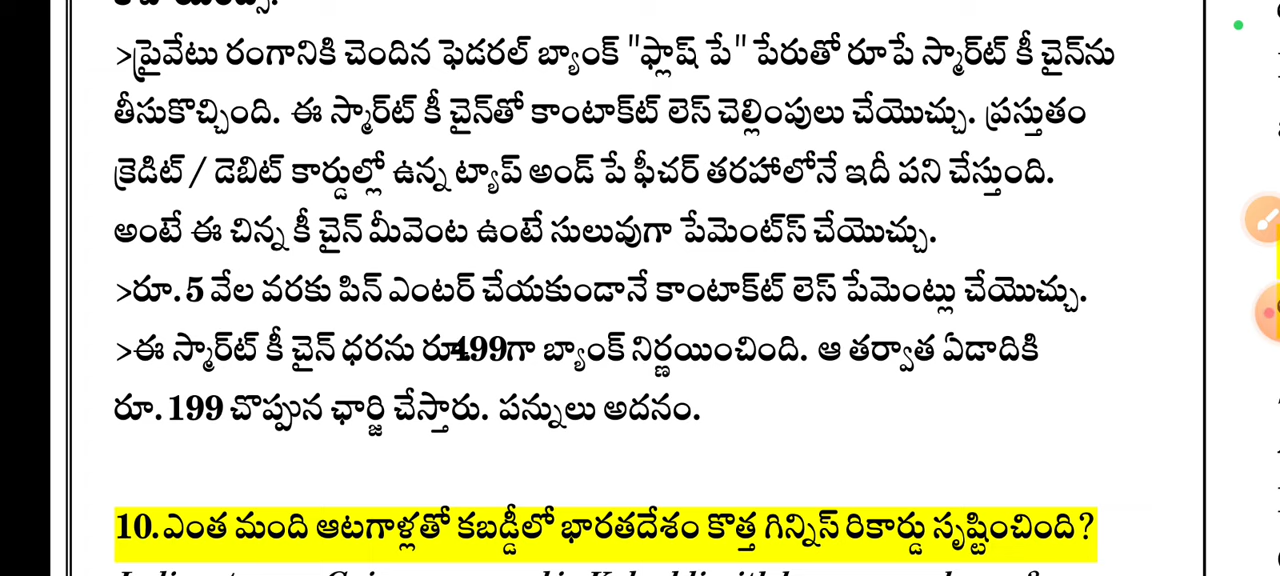 >ప్రైవేటు రంగానికి చెందిన ఫెడరల్ బ్యాంక్ "ఫ్లాష్ పే" పేరుతో రూపే స్మార్ట్ కీ చైన్‌ను
తీసుకొచ్చింది. ఈ స్మార్ట్ కీ చైన్‌తో కాంటాక్ట్ లెస్ చెల్లింపులు చేయొచ్చు. ప్రస్తుతం
క్రెడిట్ / డెబిట్ కార్డుల్లో ఉన్న ట్యాప్ అండ్ పే ఫీచర్ తరహాలోనే ఇదీ పని చేస్తుంది.
అంటే ఈ చిన్న కీ చైన్ మీవెంట ఉంటే సులువుగా పేమెంట్స్ చేయొచ్చు.
>రూ. 5 వేల వరకు పిన్ ఎంటర్ చేయకుండానే కాంటాక్ట్ లెస్ పేమెంట్లు చేయొచ్చు.
>ఈ స్మార్ట్ కీ చైన్ ధరను రూ.499గా బ్యాంక్ నిర్ణయించింది. ఆ తర్వాత ఏడాదికి
రూ. 199 చొప్పున ఛార్జి చేస్తారు. పన్నులు అదనం.
10. ఎంత మంది ఆటగాళ్లతో కబడ్డీలో భారతదేశం కొత్త గిన్నిస్ రికార్డు సృష్టించింది?